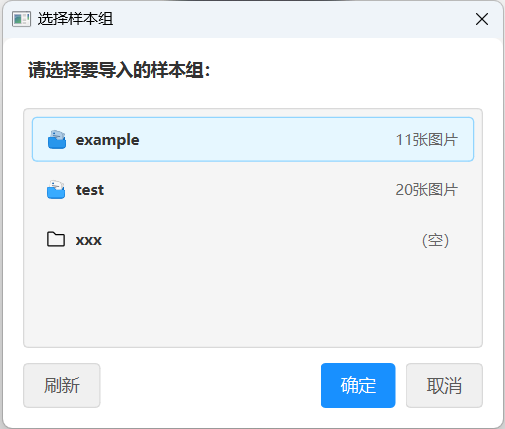 选择样本组
请选择要导入的样本组：
example 11张图片
test 20张图片
xxx （空）
刷新 确定 取消